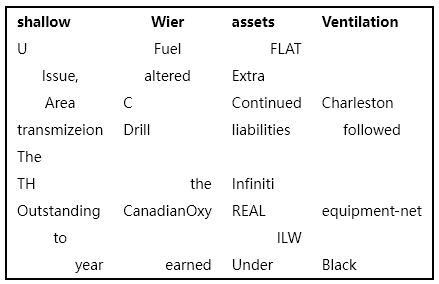 shallow Wier assets Ventilation
U Fuel FLAT
Issue, altered Extra
Area C Continued Charleston
transmizeion Drill liabilities followed
The
TH the Infiniti
Outstanding CanadianOxy REAL equipment-net
to ILW
year earned Under Black